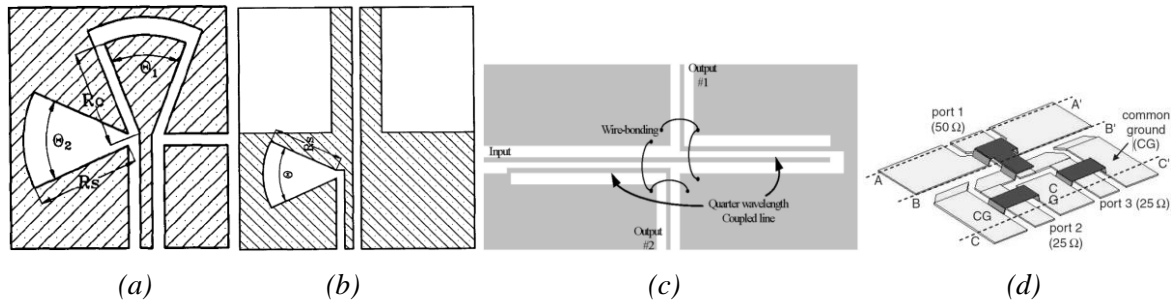 Θ1
Rc
Θ2
Rs
(a)
Rs
Θ
(b)
Output
#1
Wire-bonding
Input
Quarter wavelength
Coupled line
Output
#2
(c)
A'
port 1
(50 Ω)
B'
common
ground
(CG)
C'
A
B
C
G
CG
port 3 (25 Ω)
C
port 2
(25 Ω)
(d)